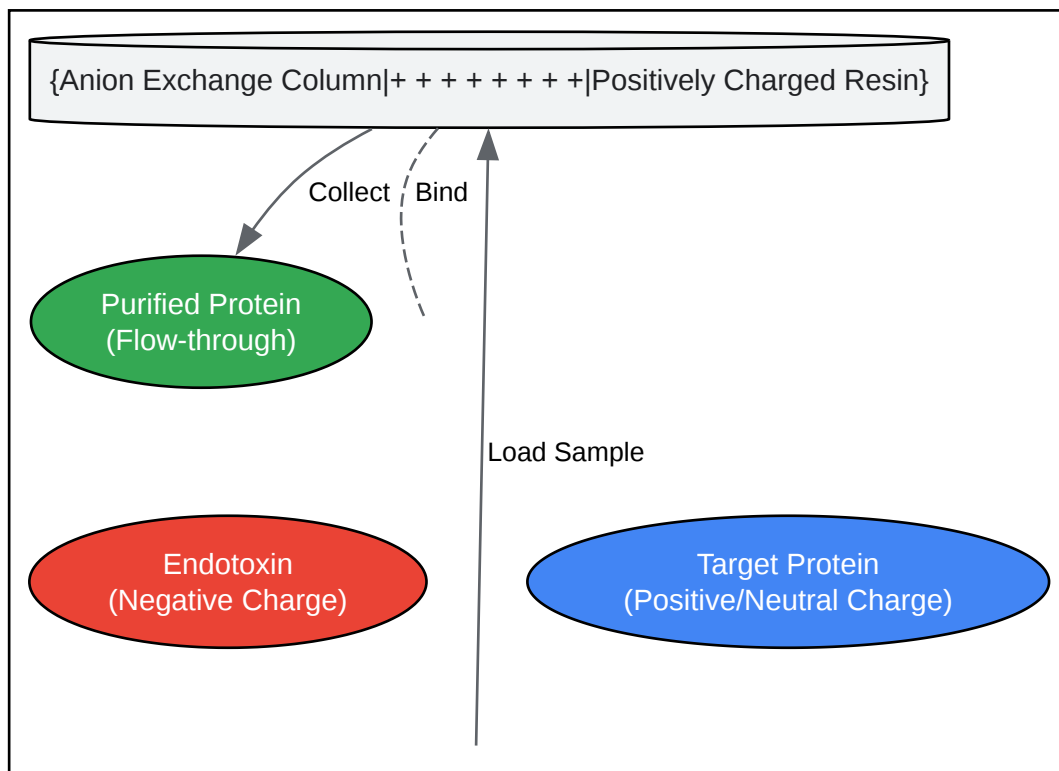 {Anion Exchange Column|+ + + + + + + +|Positively Charged Resin}
Collect
Bind
Purified Protein
(Flow-through)
Load Sample
Endotoxin
(Negative Charge)
Target Protein
(Positive/Neutral Charge)